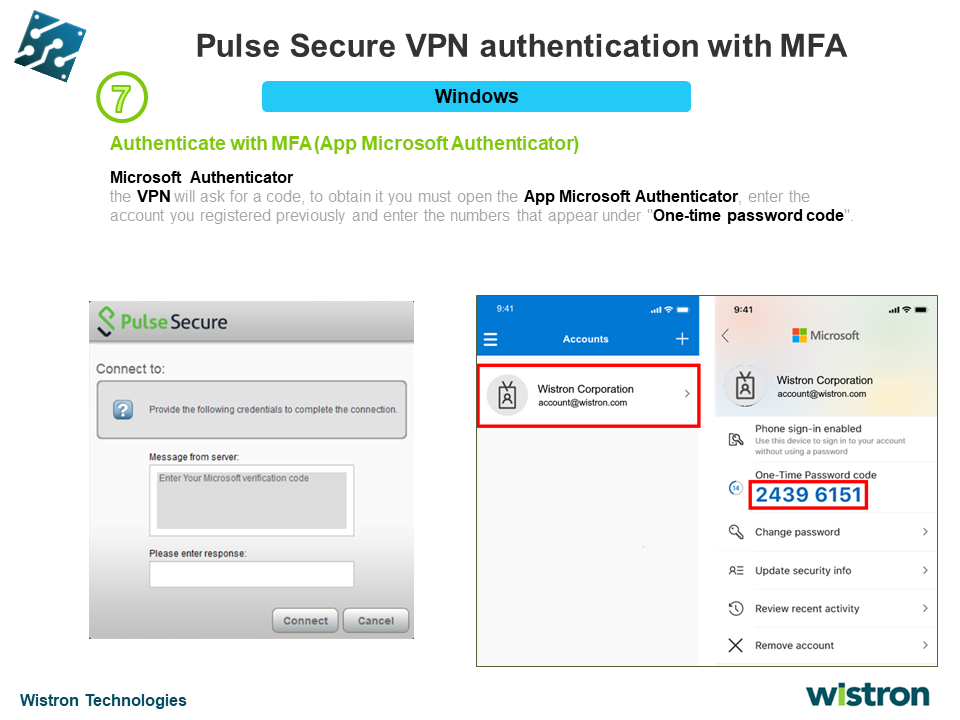 Pulse Secure VPN authentication with MFA
7
Windows
Authenticate with MFA (App Microsoft Authenticator)
Microsoft Authenticator
the VPN will ask for a code, to obtain it you must open the App Microsoft Authenticator, enter the
account you registered previously and enter the numbers that appear under "One-time password code".
Pulse Secure
Connect to:
Provide the following credentials to complete the connection.
Message from server:
Enter Your Microsoft verification code
Please enter response:
Connect
Cancel
9:41
Accounts
Wistron Corporation
account@wistron.com
9:41
Microsoft
Wistron Corporation
account@wistron.com
Phone sign-in enabled
Use this device to sign in to your account
without using a password
One-Time Password code
14
2439 6151
Change password
Update security info
Review recent activity
Remove account
Wistron Technologies
wistron